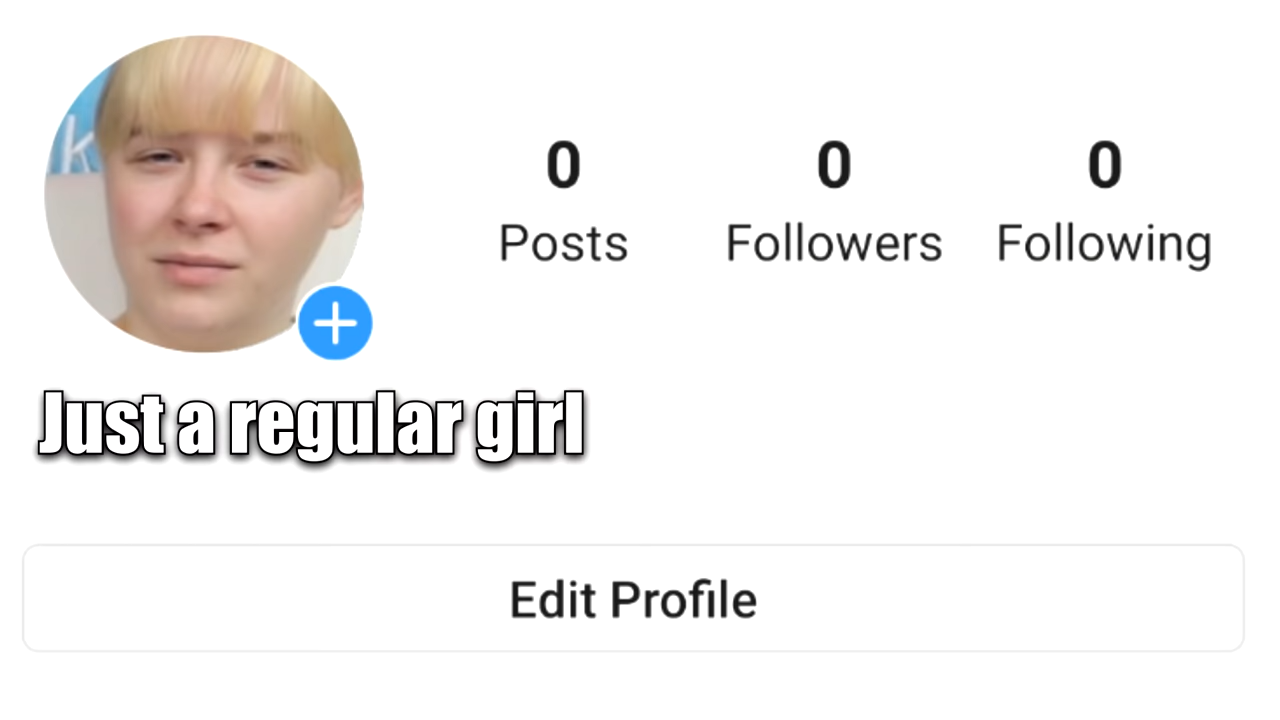 k
0 0 0
Posts Followers Following
Just a regular girl
Edit Profile